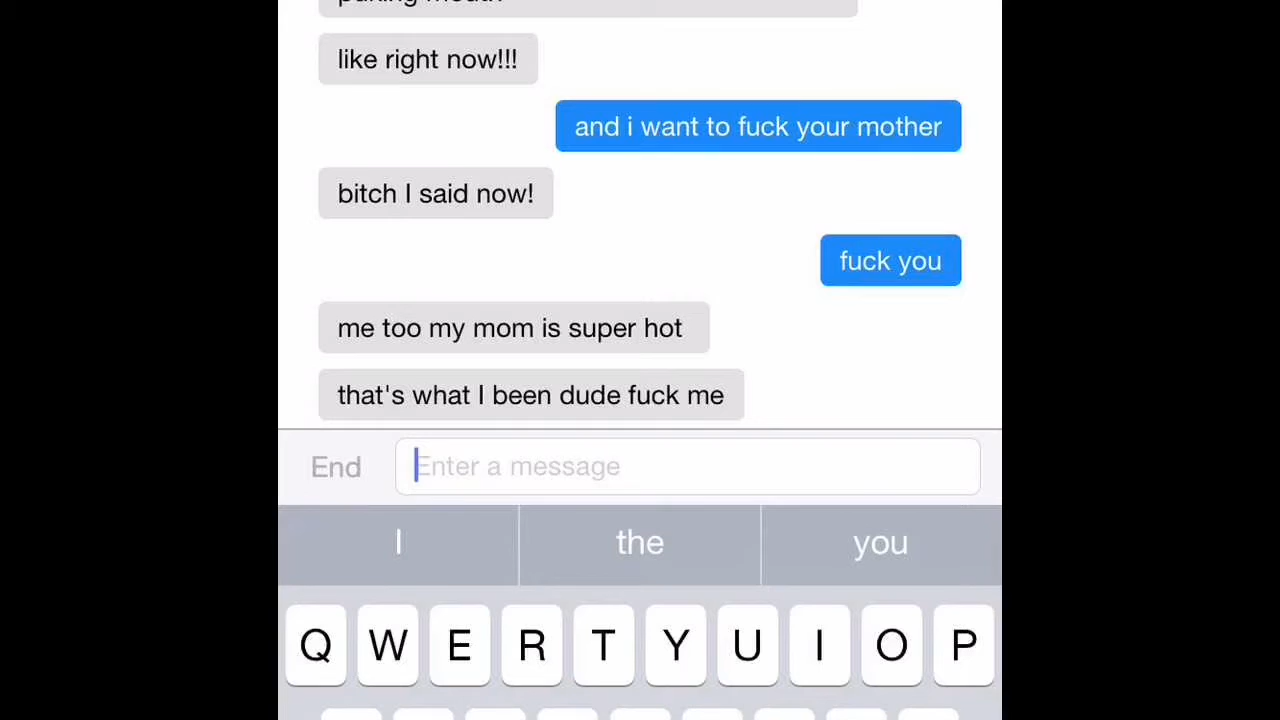 like right now!!!
and i want to fuck your mother
bitch I said now!
fuck you
me too my mom is super hot
that's what I been dude fuck me
End
Enter a message
I the you
Q W E R T Y U I O P